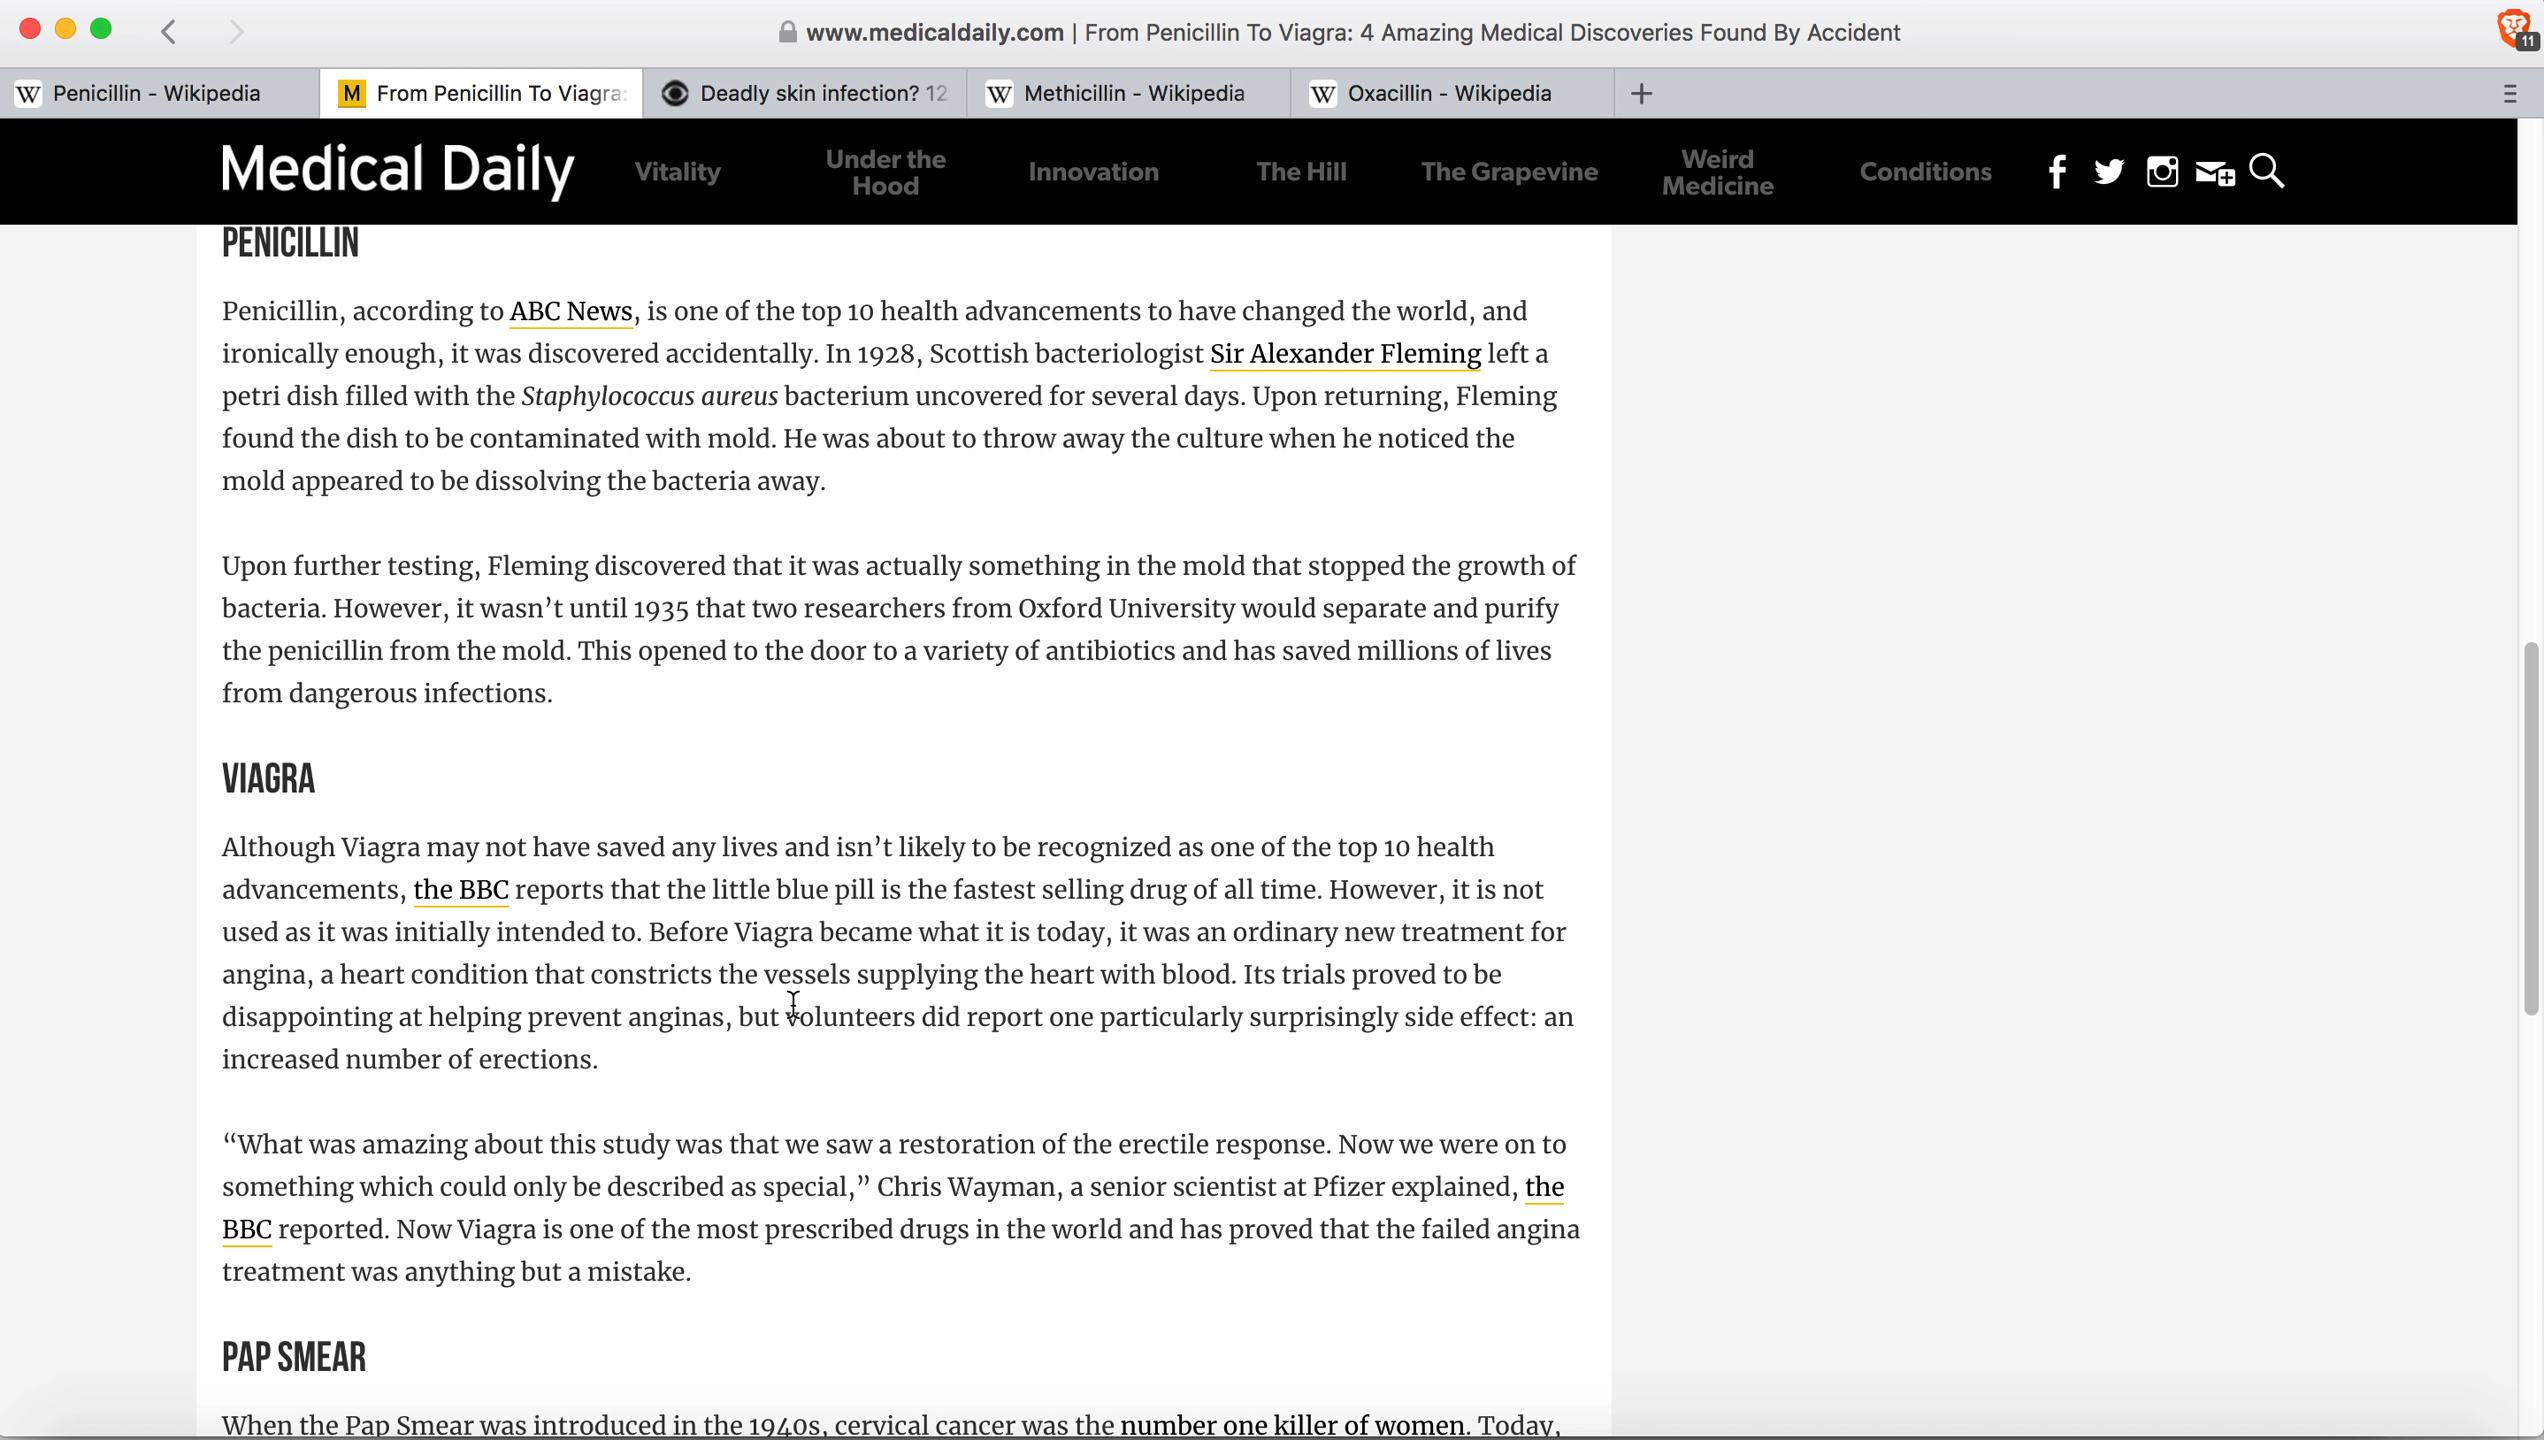 www.medicaldaily.com | From Penicillin To Viagra: 4 Amazing Medical Discoveries Found By Accident
11
W Penicillin - Wikipedia
M From Penicillin To Viagra:
Deadly skin infection? 12
W Methicillin - Wikipedia
W Oxacillin - Wikipedia
Medical Daily
Vitality
Under the
Hood
Innovation
The Hill
The Grapevine
Weird
Medicine
Conditions
PENICILLIN
Penicillin, according to ABC News, is one of the top 10 health advancements to have changed the world, and
ironically enough, it was discovered accidentally. In 1928, Scottish bacteriologist Sir Alexander Fleming left a
petri dish filled with the Staphylococcus aureus bacterium uncovered for several days. Upon returning, Fleming
found the dish to be contaminated with mold. He was about to throw away the culture when he noticed the
mold appeared to be dissolving the bacteria away.
Upon further testing, Fleming discovered that it was actually something in the mold that stopped the growth of
bacteria. However, it wasn’t until 1935 that two researchers from Oxford University would separate and purify
the penicillin from the mold. This opened to the door to a variety of antibiotics and has saved millions of lives
from dangerous infections.
VIAGRA
Although Viagra may not have saved any lives and isn’t likely to be recognized as one of the top 10 health
advancements, the BBC reports that the little blue pill is the fastest selling drug of all time. However, it is not
used as it was initially intended to. Before Viagra became what it is today, it was an ordinary new treatment for
angina, a heart condition that constricts the vessels supplying the heart with blood. Its trials proved to be
disappointing at helping prevent anginas, but volunteers did report one particularly surprisingly side effect: an
increased number of erections.
“What was amazing about this study was that we saw a restoration of the erectile response. Now we were on to
something which could only be described as special,” Chris Wayman, a senior scientist at Pfizer explained, the
BBC reported. Now Viagra is one of the most prescribed drugs in the world and has proved that the failed angina
treatment was anything but a mistake.
PAP SMEAR
When the Pap Smear was introduced in the 1940s, cervical cancer was the number one killer of women. Today,